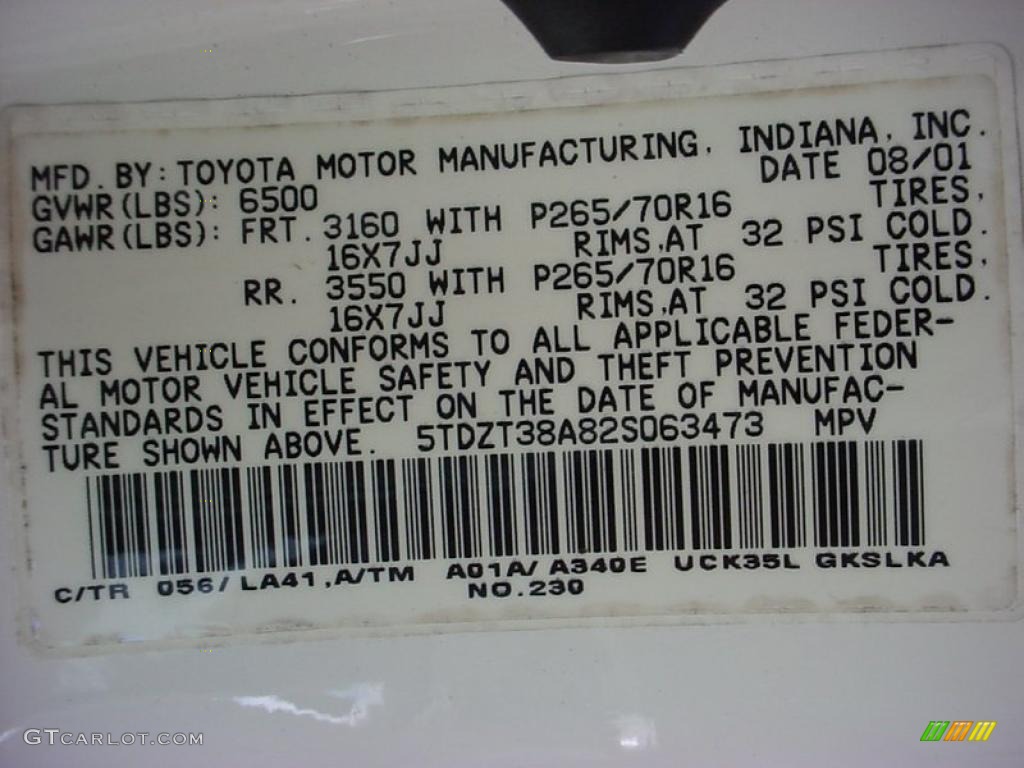 MFD. BY: TOYOTA MOTOR MANUFACTURING, INDIANA, INC.
GVWR(LBS): 6500 DATE 08/01
GAWR(LBS): FRT. 3160 WITH P265/70R16 TIRES,
16X7JJ RIMS,AT 32 PSI COLD.
RR. 3550 WITH P265/70R16 TIRES,
16X7JJ RIMS,AT 32 PSI COLD.
THIS VEHICLE CONFORMS TO ALL APPLICABLE FEDER-
AL MOTOR VEHICLE SAFETY AND THEFT PREVENTION
STANDARDS IN EFFECT ON THE DATE OF MANUFAC-
TURE SHOWN ABOVE. 5TDZT38A82S063473 MPV
C/TR 056/ LA41,A/TM A01A/ A340E UCK35L GKSLKA
NO.230
GTCARLOT.COM